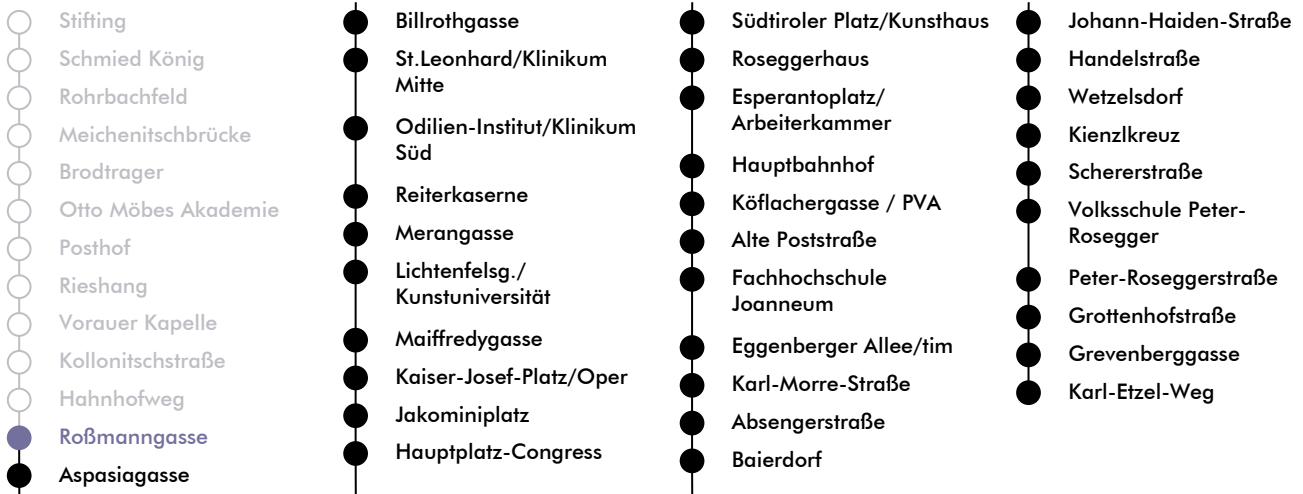 Stifting
Schmied König
Rohrbachfeld
Meichenitschbrücke
Brodtrager
Otto Möbes Akademie
Posthof
Rieshang
Vorauer Kapelle
Kollonitschstraße
Hahnhofweg
Roßmanngasse
Aspasiagasse
Billrothgasse
St.Leonhard/Klinikum
Mitte
Odilien-Institut/Klinikum
Süd
Reiterkaserne
Merangasse
Lichtenfelsg./
Kunstuniversität
Maiffredygasse
Kaiser-Josef-Platz/Oper
Jakominiplatz
Hauptplatz-Congress
Südtiroler Platz/Kunsthaus
Roseggerhaus
Esperantoplatz/
Arbeiterkammer
Hauptbahnhof
Köflachergasse / PVA
Alte Poststraße
Fachhochschule
Joanneum
Eggenberger Allee/tim
Karl-Morre-Straße
Absengerstraße
Baierdorf
Johann-Haiden-Straße
Handelstraße
Wetzelsdorf
Kienzlkreuz
Schererstraße
Volksschule Peter-
Rosegger
Peter-Roseggerstraße
Grottenhofstraße
Grevenberggasse
Karl-Etzel-Weg